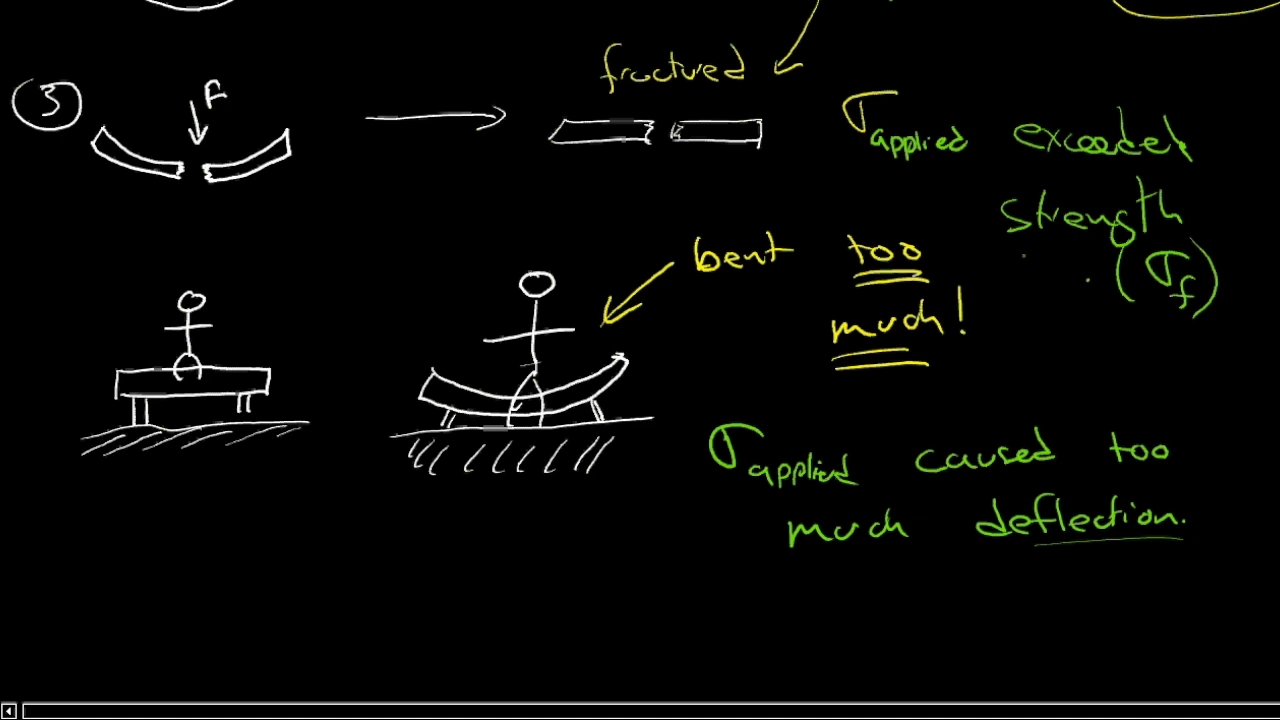 fractured
3
F
σapplied exceeded
strength
(σf)
bent too
much!
σapplied caused too
much deflection.